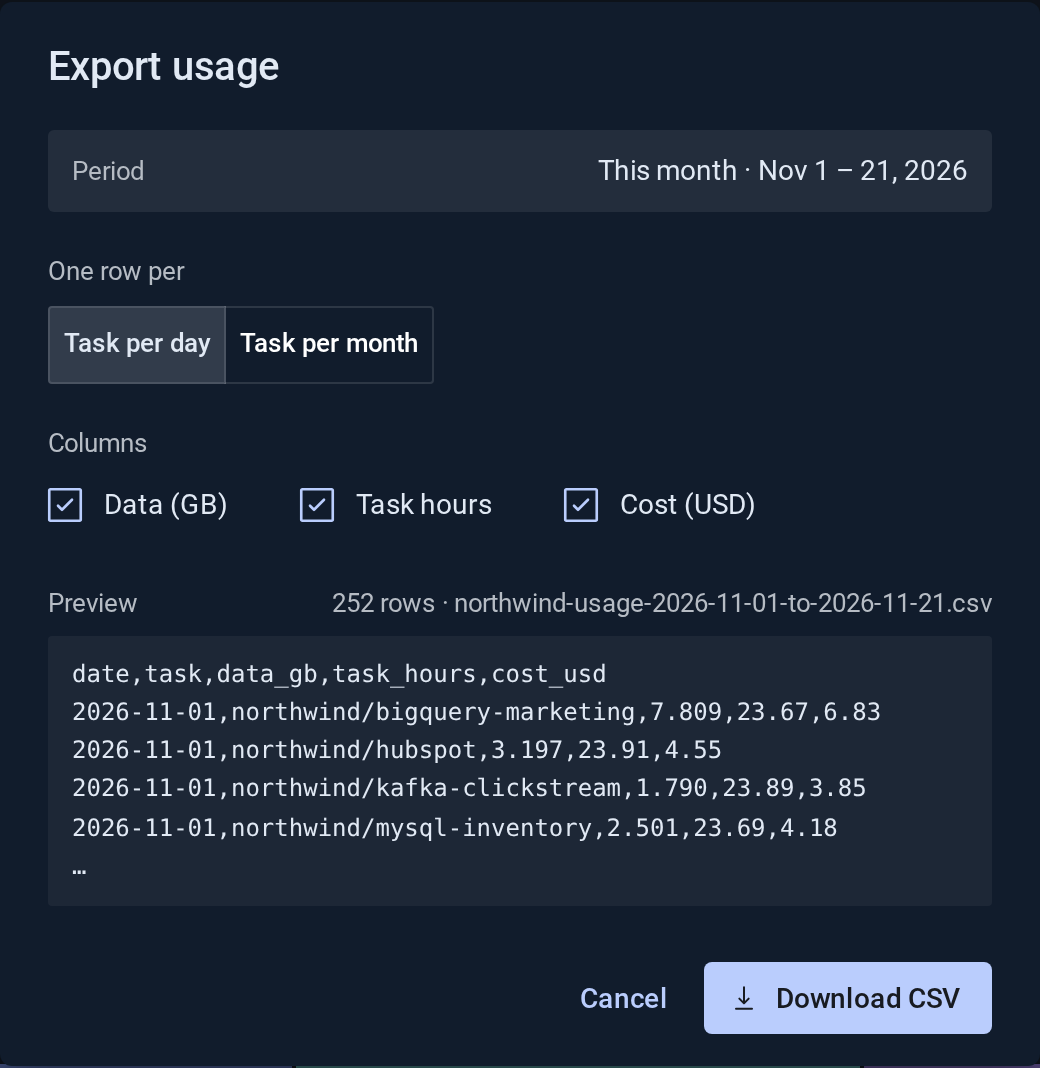 Export usage
Period
This month · Nov 1 – 21, 2026
One row per
Task per day
Task per month
Columns
Data (GB)
Task hours
Cost (USD)
Preview
252 rows · northwind-usage-2026-11-01-to-2026-11-21.csv
date,task,data_gb,task_hours,cost_usd
2026-11-01,northwind/bigquery-marketing,7.809,23.67,6.83
2026-11-01,northwind/hubspot,3.197,23.91,4.55
2026-11-01,northwind/kafka-clickstream,1.790,23.89,3.85
2026-11-01,northwind/mysql-inventory,2.501,23.69,4.18
…
Cancel
Download CSV